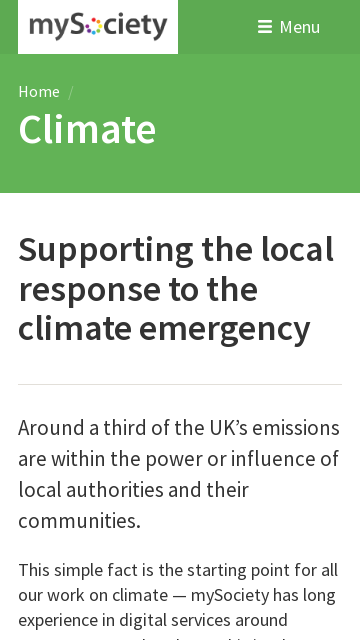 mySociety
Menu
Home /
Climate
Supporting the local
response to the
climate emergency
Around a third of the UK’s emissions
are within the power or influence of
local authorities and their
communities.
This simple fact is the starting point for all
our work on climate — mySociety has long
experience in digital services around